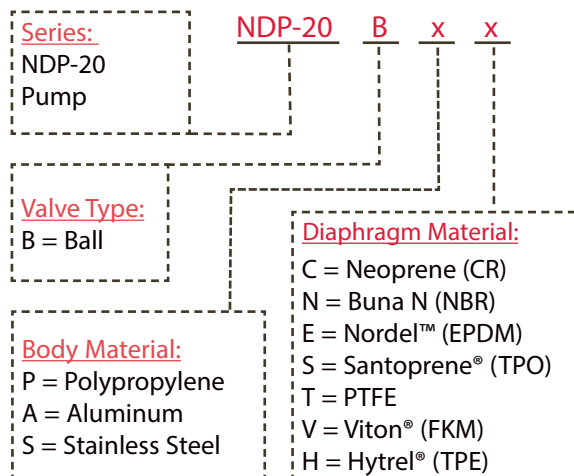 NDP-20 B x x
Series:
NDP-20
Pump
Valve Type:
B = Ball
Body Material:
P = Polypropylene
A = Aluminum
S = Stainless Steel
Diaphragm Material:
C = Neoprene (CR)
N = Buna N (NBR)
E = Nordel™ (EPDM)
S = Santoprene® (TPO)
T = PTFE
V = Viton® (FKM)
H = Hytrel® (TPE)